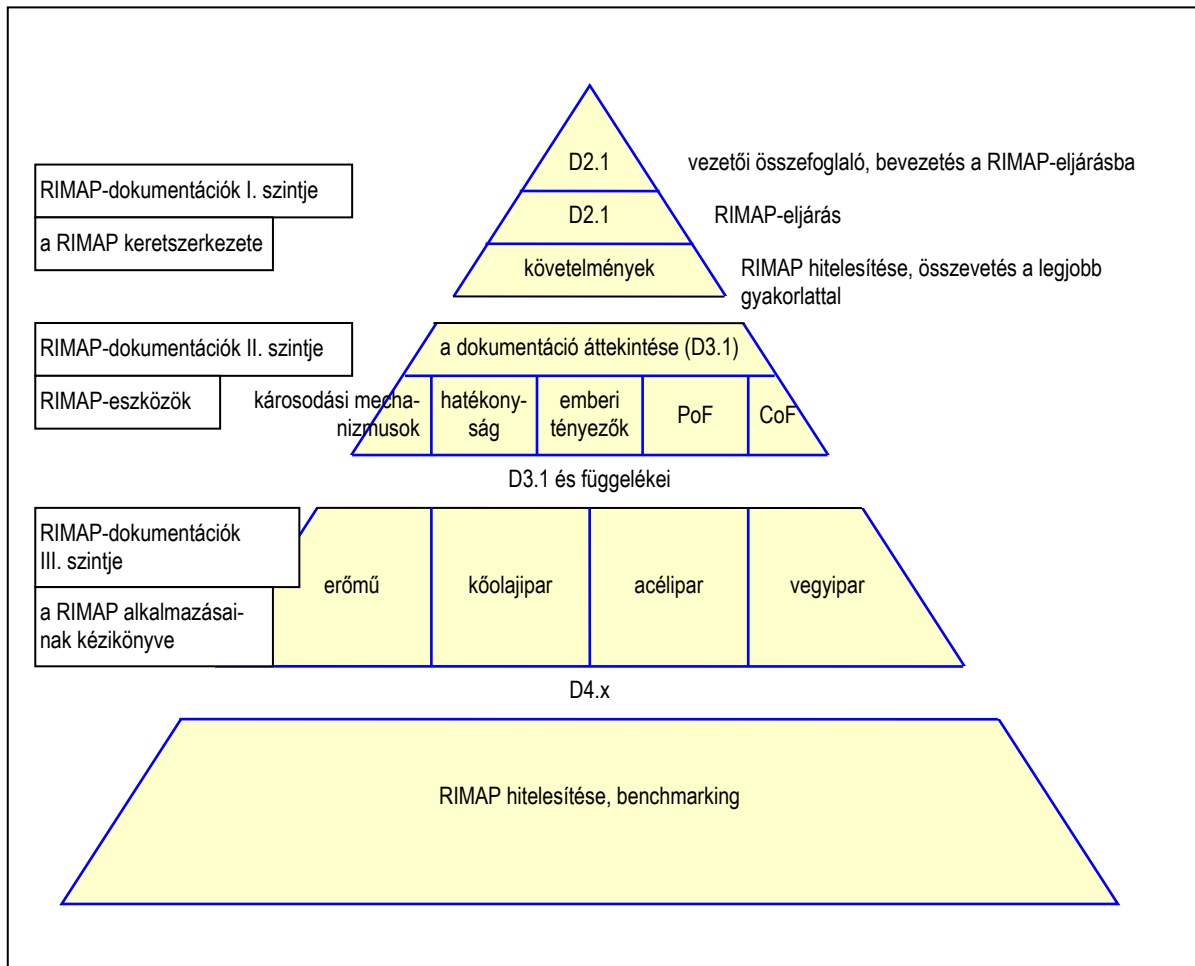 D2.1
vezetői összefoglaló, bevezetés a RIMAP-eljárásba
RIMAP-dokumentációk I. szintje
D2.1
RIMAP-eljárás
a RIMAP keretszerkezete
követelmények
RIMAP hitelesítése, összevetés a legjobb
gyakorlattal
RIMAP-dokumentációk II. szintje
a dokumentáció áttekintése (D3.1)
RIMAP-eszközök
károsodási mecha-
nizmusok
hatékony-
ság
emberi
tényezők
PoF
CoF
D3.1 és függelékei
RIMAP-dokumentációk
III. szintje
a RIMAP alkalmazásai-
nak kézikönyve
erőmű
kőolajipar
acélipar
vegyipar
D4.x
RIMAP hitelesítése, benchmarking